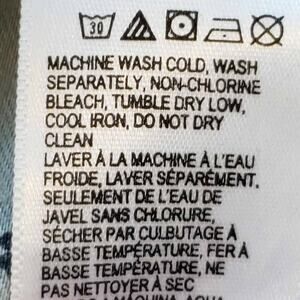 30
MACHINE WASH COLD, WASH
SEPARATELY, NON-CHLORINE
BLEACH, TUMBLE DRY LOW,
COOL IRON, DO NOT DRY
CLEAN
LAVER À LA MACHINE À L'EAU
FROIDE, LAVER SÉPARÉMENT.
SEULEMENT DE L'EAU DE
JAVEL SANS CHLORURE,
SÉCHER PAR CULBUTAGE À
BASSE TEMPÉRATURE, FER À
BASSE TEMPÉRATURE, NE
PAS NETTOYER À SEC